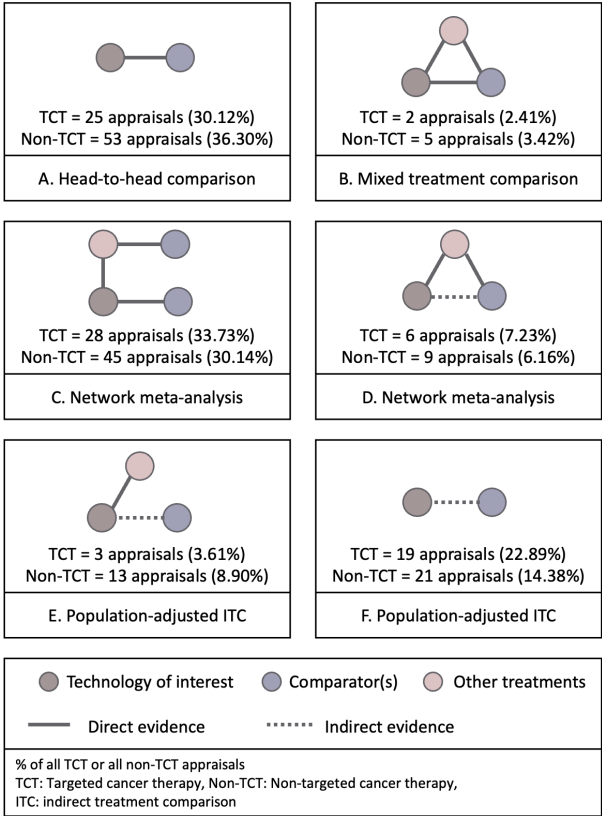 TCT = 25 appraisals (30.12%)
Non-TCT = 53 appraisals (36.30%)
A. Head-to-head comparison
TCT = 2 appraisals (2.41%)
Non-TCT = 5 appraisals (3.42%)
B. Mixed treatment comparison
TCT = 28 appraisals (33.73%)
Non-TCT = 45 appraisals (30.14%)
C. Network meta-analysis
TCT = 6 appraisals (7.23%)
Non-TCT = 9 appraisals (6.16%)
D. Network meta-analysis
TCT = 3 appraisals (3.61%)
Non-TCT = 13 appraisals (8.90%)
E. Population-adjusted ITC
TCT = 19 appraisals (22.89%)
Non-TCT = 21 appraisals (14.38%)
F. Population-adjusted ITC
Technology of interest
Comparator(s)
Other treatments
Direct evidence
Indirect evidence
% of all TCT or all non-TCT appraisals
TCT: Targeted cancer therapy, Non-TCT: Non-targeted cancer therapy,
ITC: indirect treatment comparison